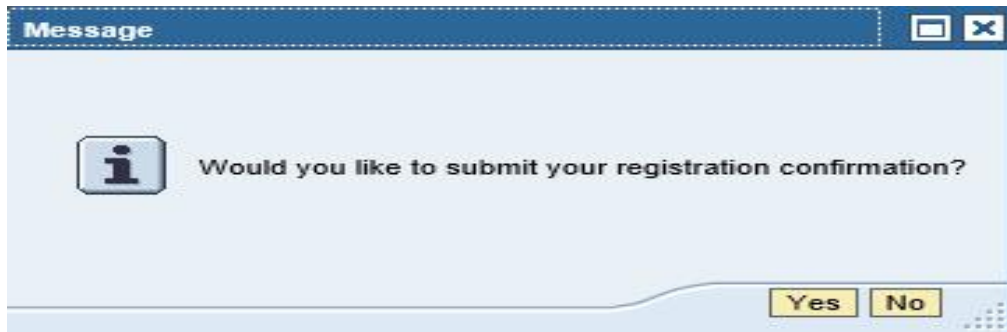 Message
Would you like to submit your registration confirmation?
Yes No